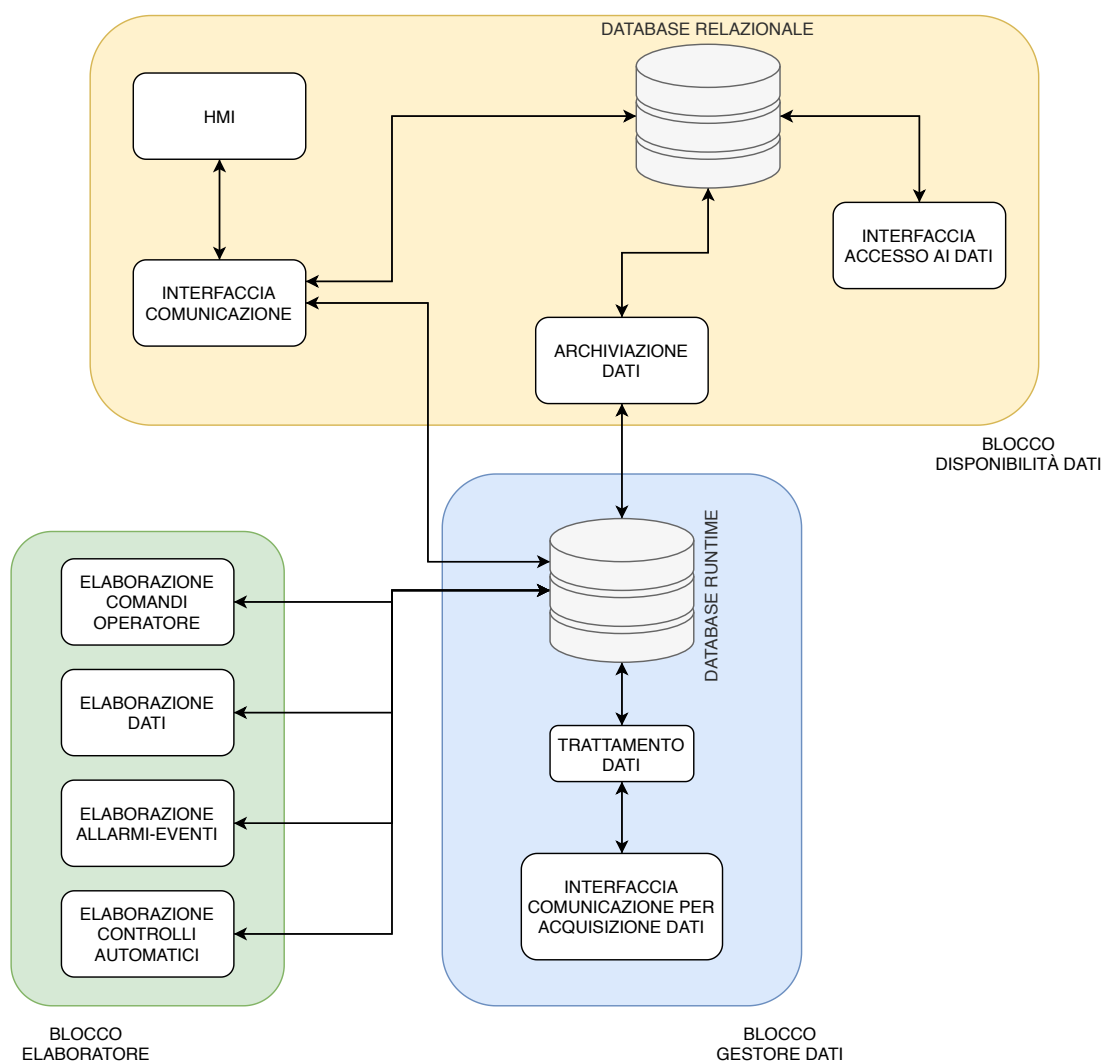 DATABASE RELAZIONALE
HMI
INTERFACCIA
ACCESSO AI DATI
INTERFACCIA
COMUNICAZIONE
ARCHIVIAZIONE
DATI
BLOCCO
DISPONIBILITÀ DATI
DATABASE RUNTIME
ELABORAZIONE
COMANDI
OPERATORE
ELABORAZIONE
DATI
ELABORAZIONE
ALLARMI-EVENTI
ELABORAZIONE
CONTROLLI
AUTOMATICI
TRATTAMENTO
DATI
INTERFACCIA
COMUNICAZIONE PER
ACQUISIZIONE DATI
BLOCCO
ELABORATORE
BLOCCO
GESTORE DATI